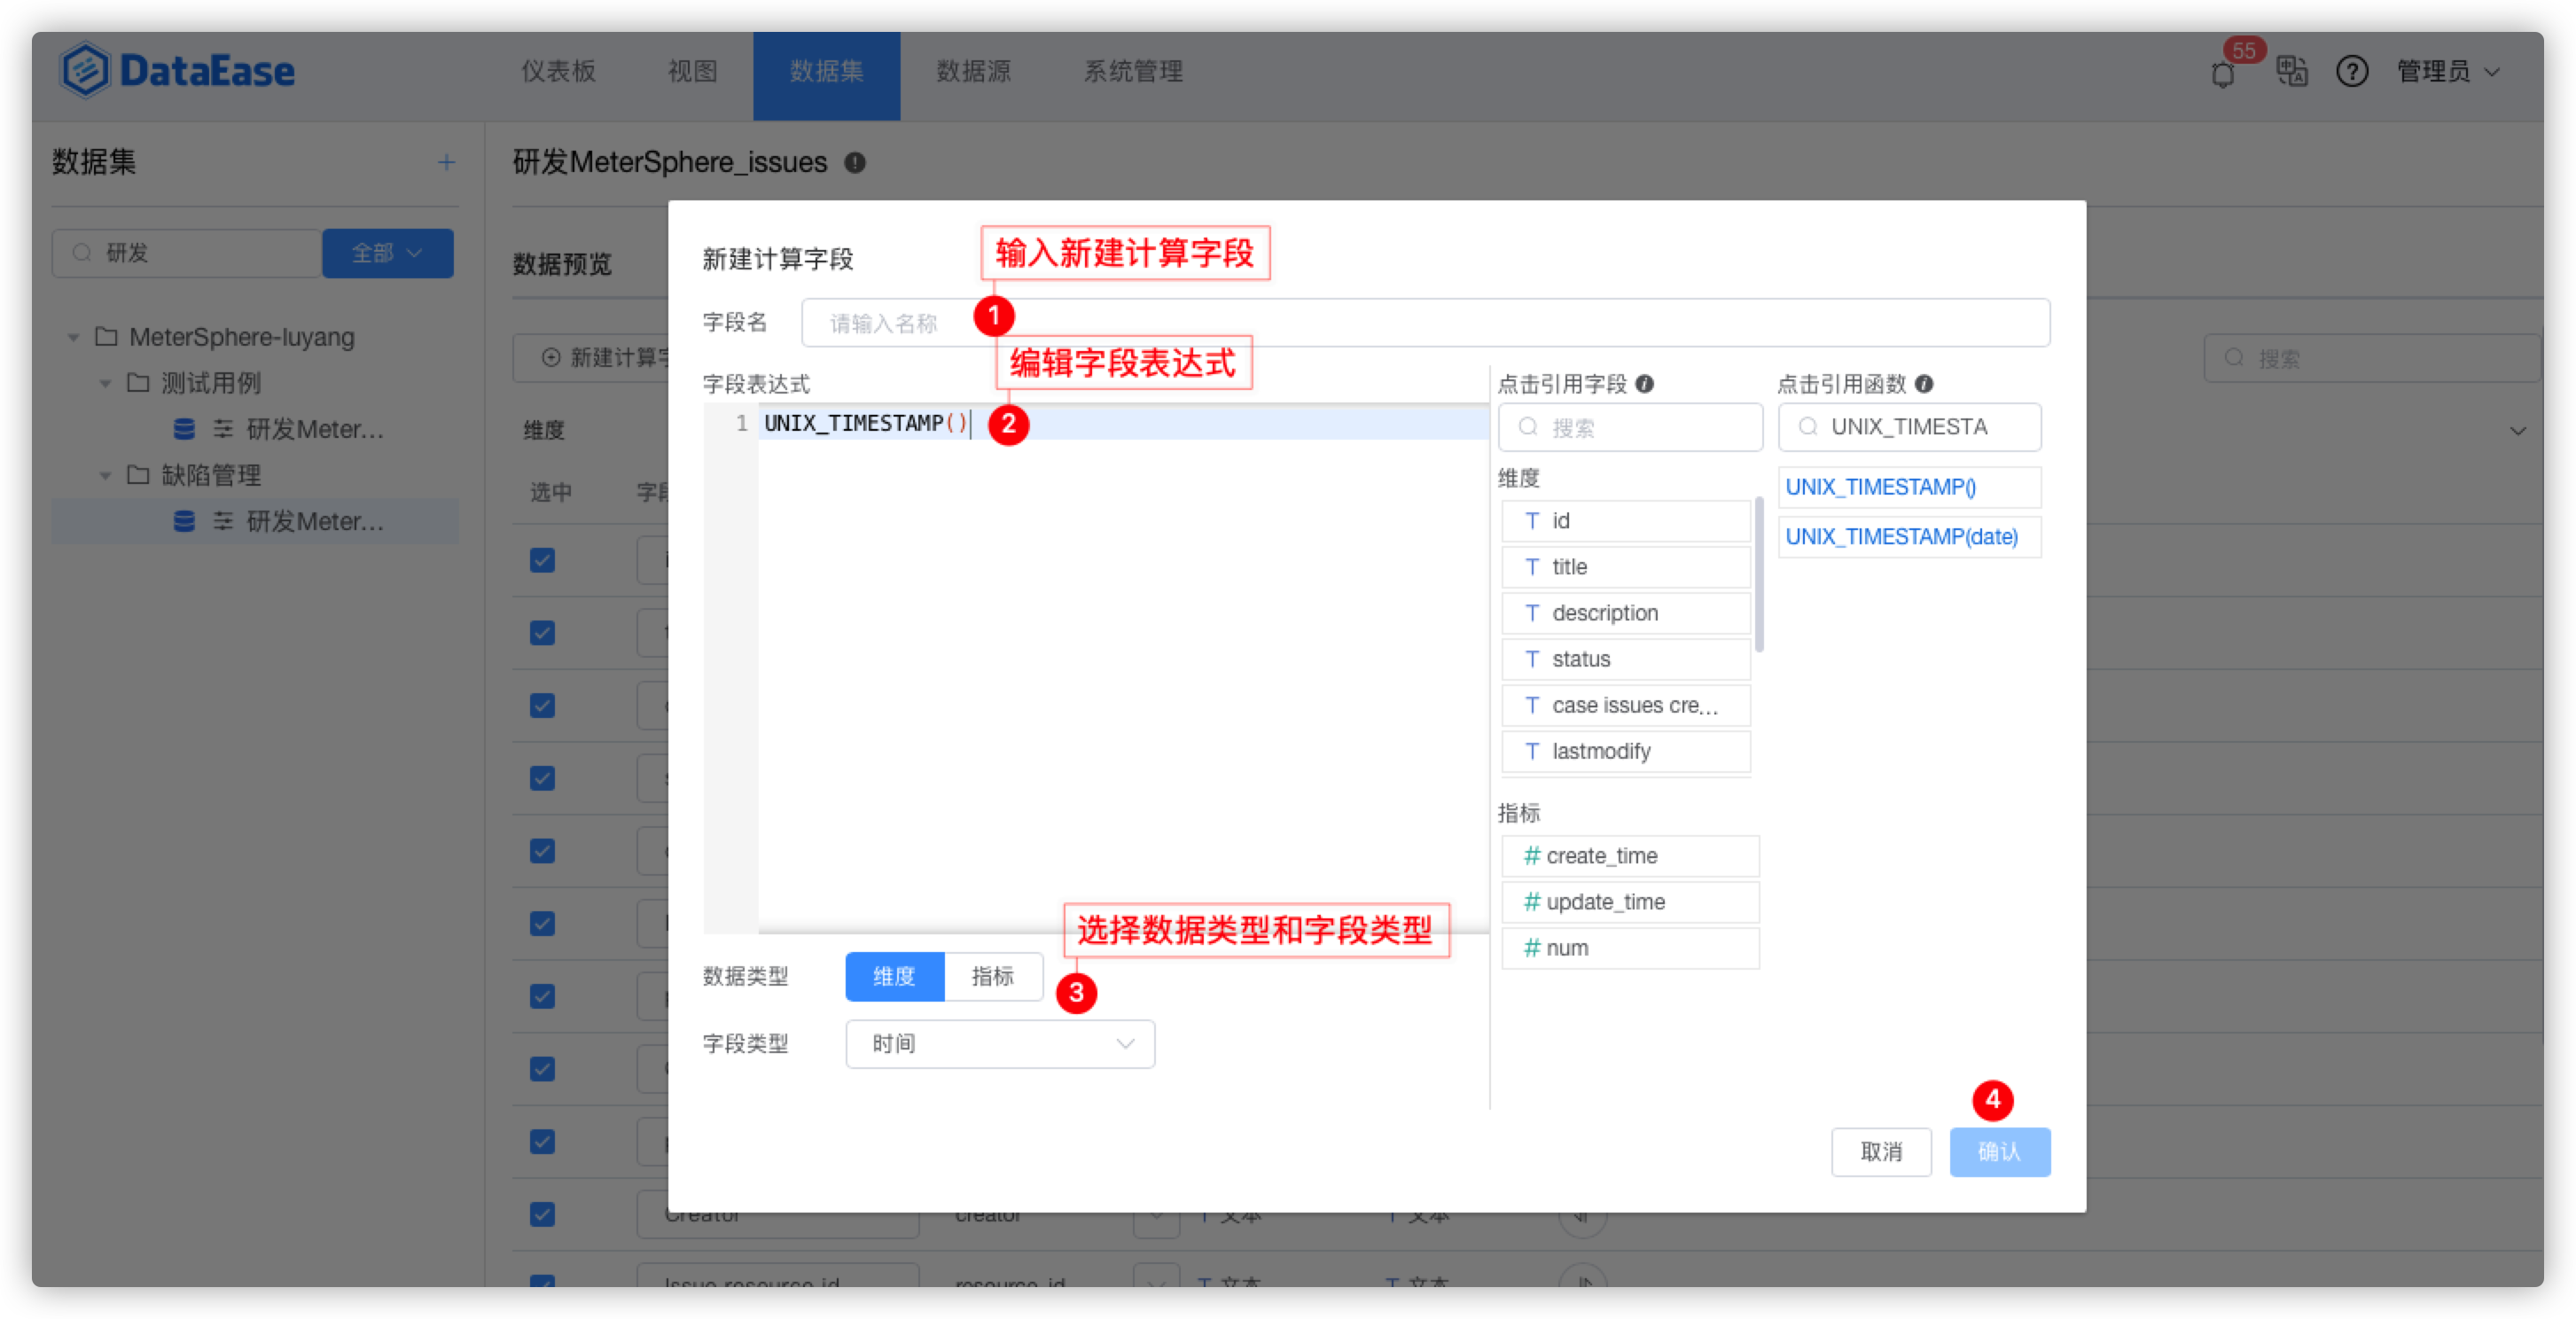 DataEase
仪表板
视图
数据集
数据源
系统管理
55
管理员
数据集
研发MeterSphere_issues
研发
全部
数据预览
MeterSphere-luyang
测试用例
研发Meter...
缺陷管理
研发Meter...
新建计算
搜索
维度
选中
新建计算字段
输入新建计算字段
字段名
请输入名称
1
编辑字段表达式
字段表达式
1 UNIX_TIMESTAMP()
2
点击引用字段
搜索
维度
T id
T title
T description
T status
T case issues cre...
T lastmodify
指标
# create_time
# update_time
# num
点击引用函数
UNIX_TIMESTA
UNIX_TIMESTAMP()
UNIX_TIMESTAMP(date)
选择数据类型和字段类型
数据类型
维度
指标
3
字段类型
时间
4
取消
确认
Creator
creator
T 文本
T 文本
Issue resource id
resource_id
T 文本
T 文本